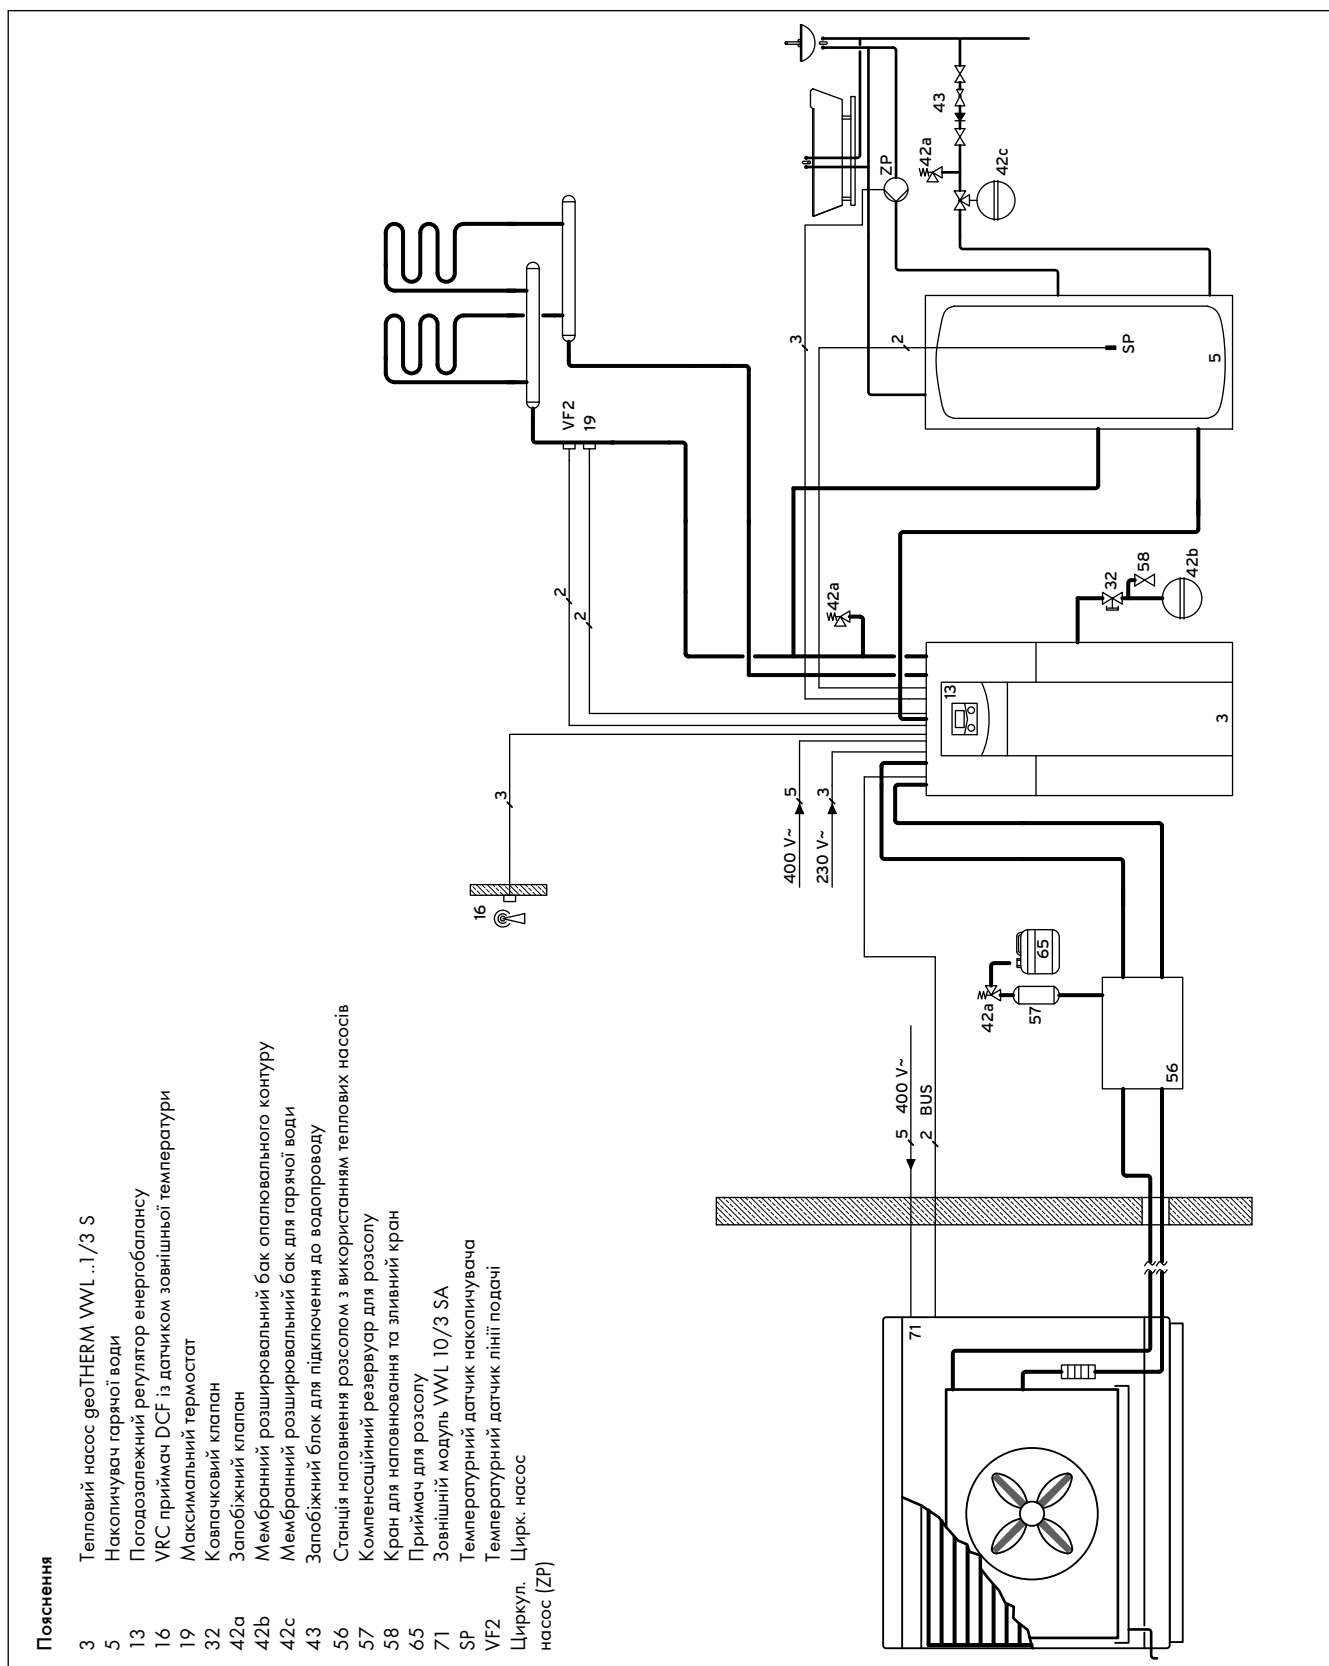 Пояснення
3 Тепловий насос geoTHERM VWL ..1/3 S
5 Накопичувач гарячої води
13 Погодозалежний регулятор енергобалансу
16 VRC приймач DCF із датчиком зовнішньої температури
19 Максимальний термостат
32 Ковпачковий клапан
42a Запобіжний клапан
42b Мембранний розширювальний бак опалювального контуру
42c Мембранний розширювальний бак для гарячої води
43 Запобіжний блок для підключення до водопроводу
56 Станція наповнення розсолом з використанням теплових насосів
57 Компенсаційний резервуар для розсолу
58 Кран для наповнювання та зливний кран
65 Приймач для розсолу
71 Зовнішній модуль VWL 10/3 SA
SP Температурний датчик накопичувача
VF2 Температурний датчик лінії подачі
Циркул. Цирк. насос
насос (ZP)
71
5 400 V~
2 BUS
56
42a
57
65
16
3
400 V~ 5
230 V~ 3
13
3
2
2
VF2
19
42a
32
58
42b
3
2
SP
5
ZP
42a
42c
43